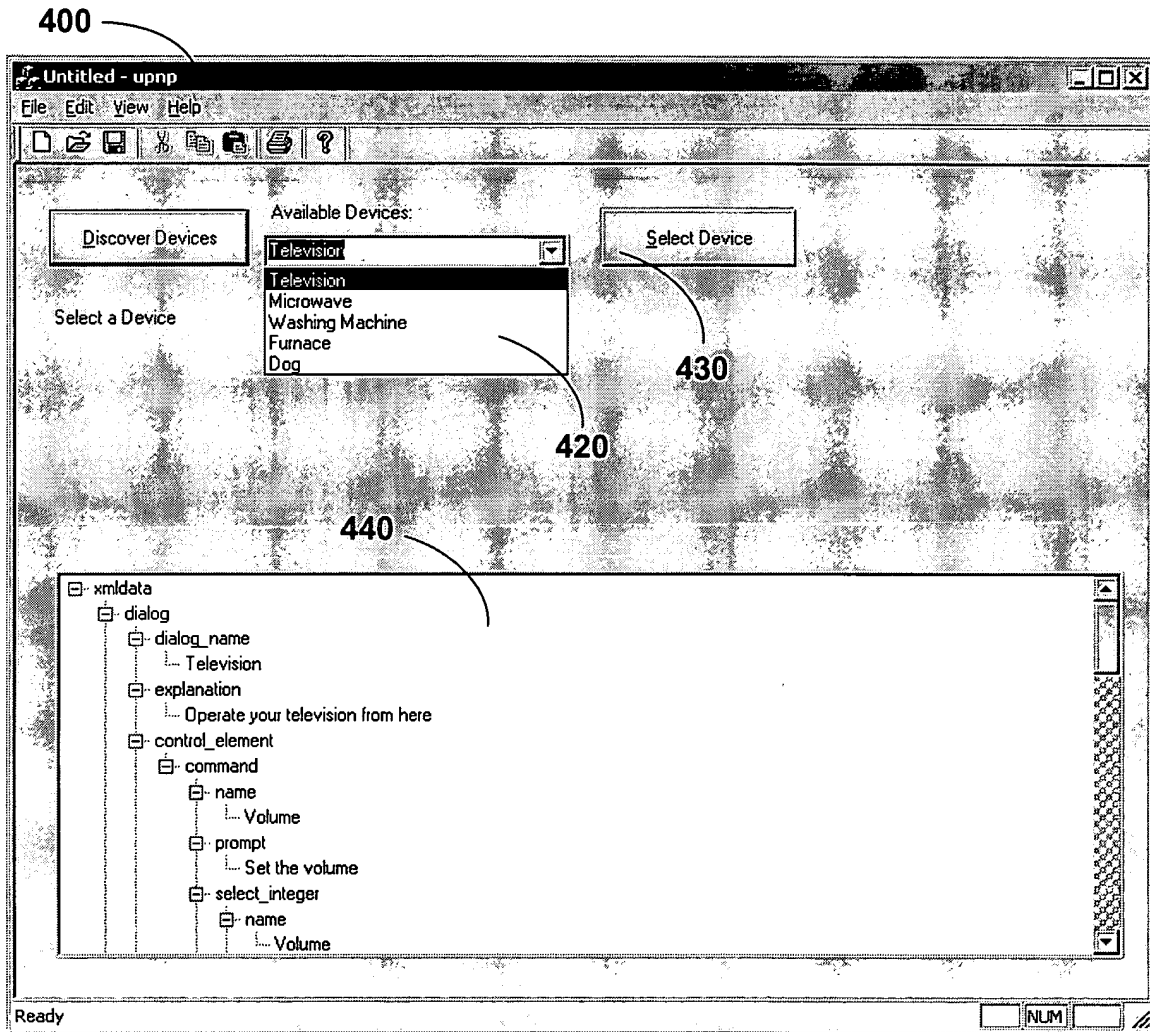 400
Untitled - upnp
File Edit View Help
Discover Devices
Available Devices:
Television
Select Device
Television
Microwave
Washing Machine
Furnace
Dog
Select a Device
430
420
440
xmldata
dialog
dialog_name
Television
explanation
Operate your television from here
control_element
command
name
Volume
prompt
Set the volume
select_integer
name
Volume
Ready
NUM